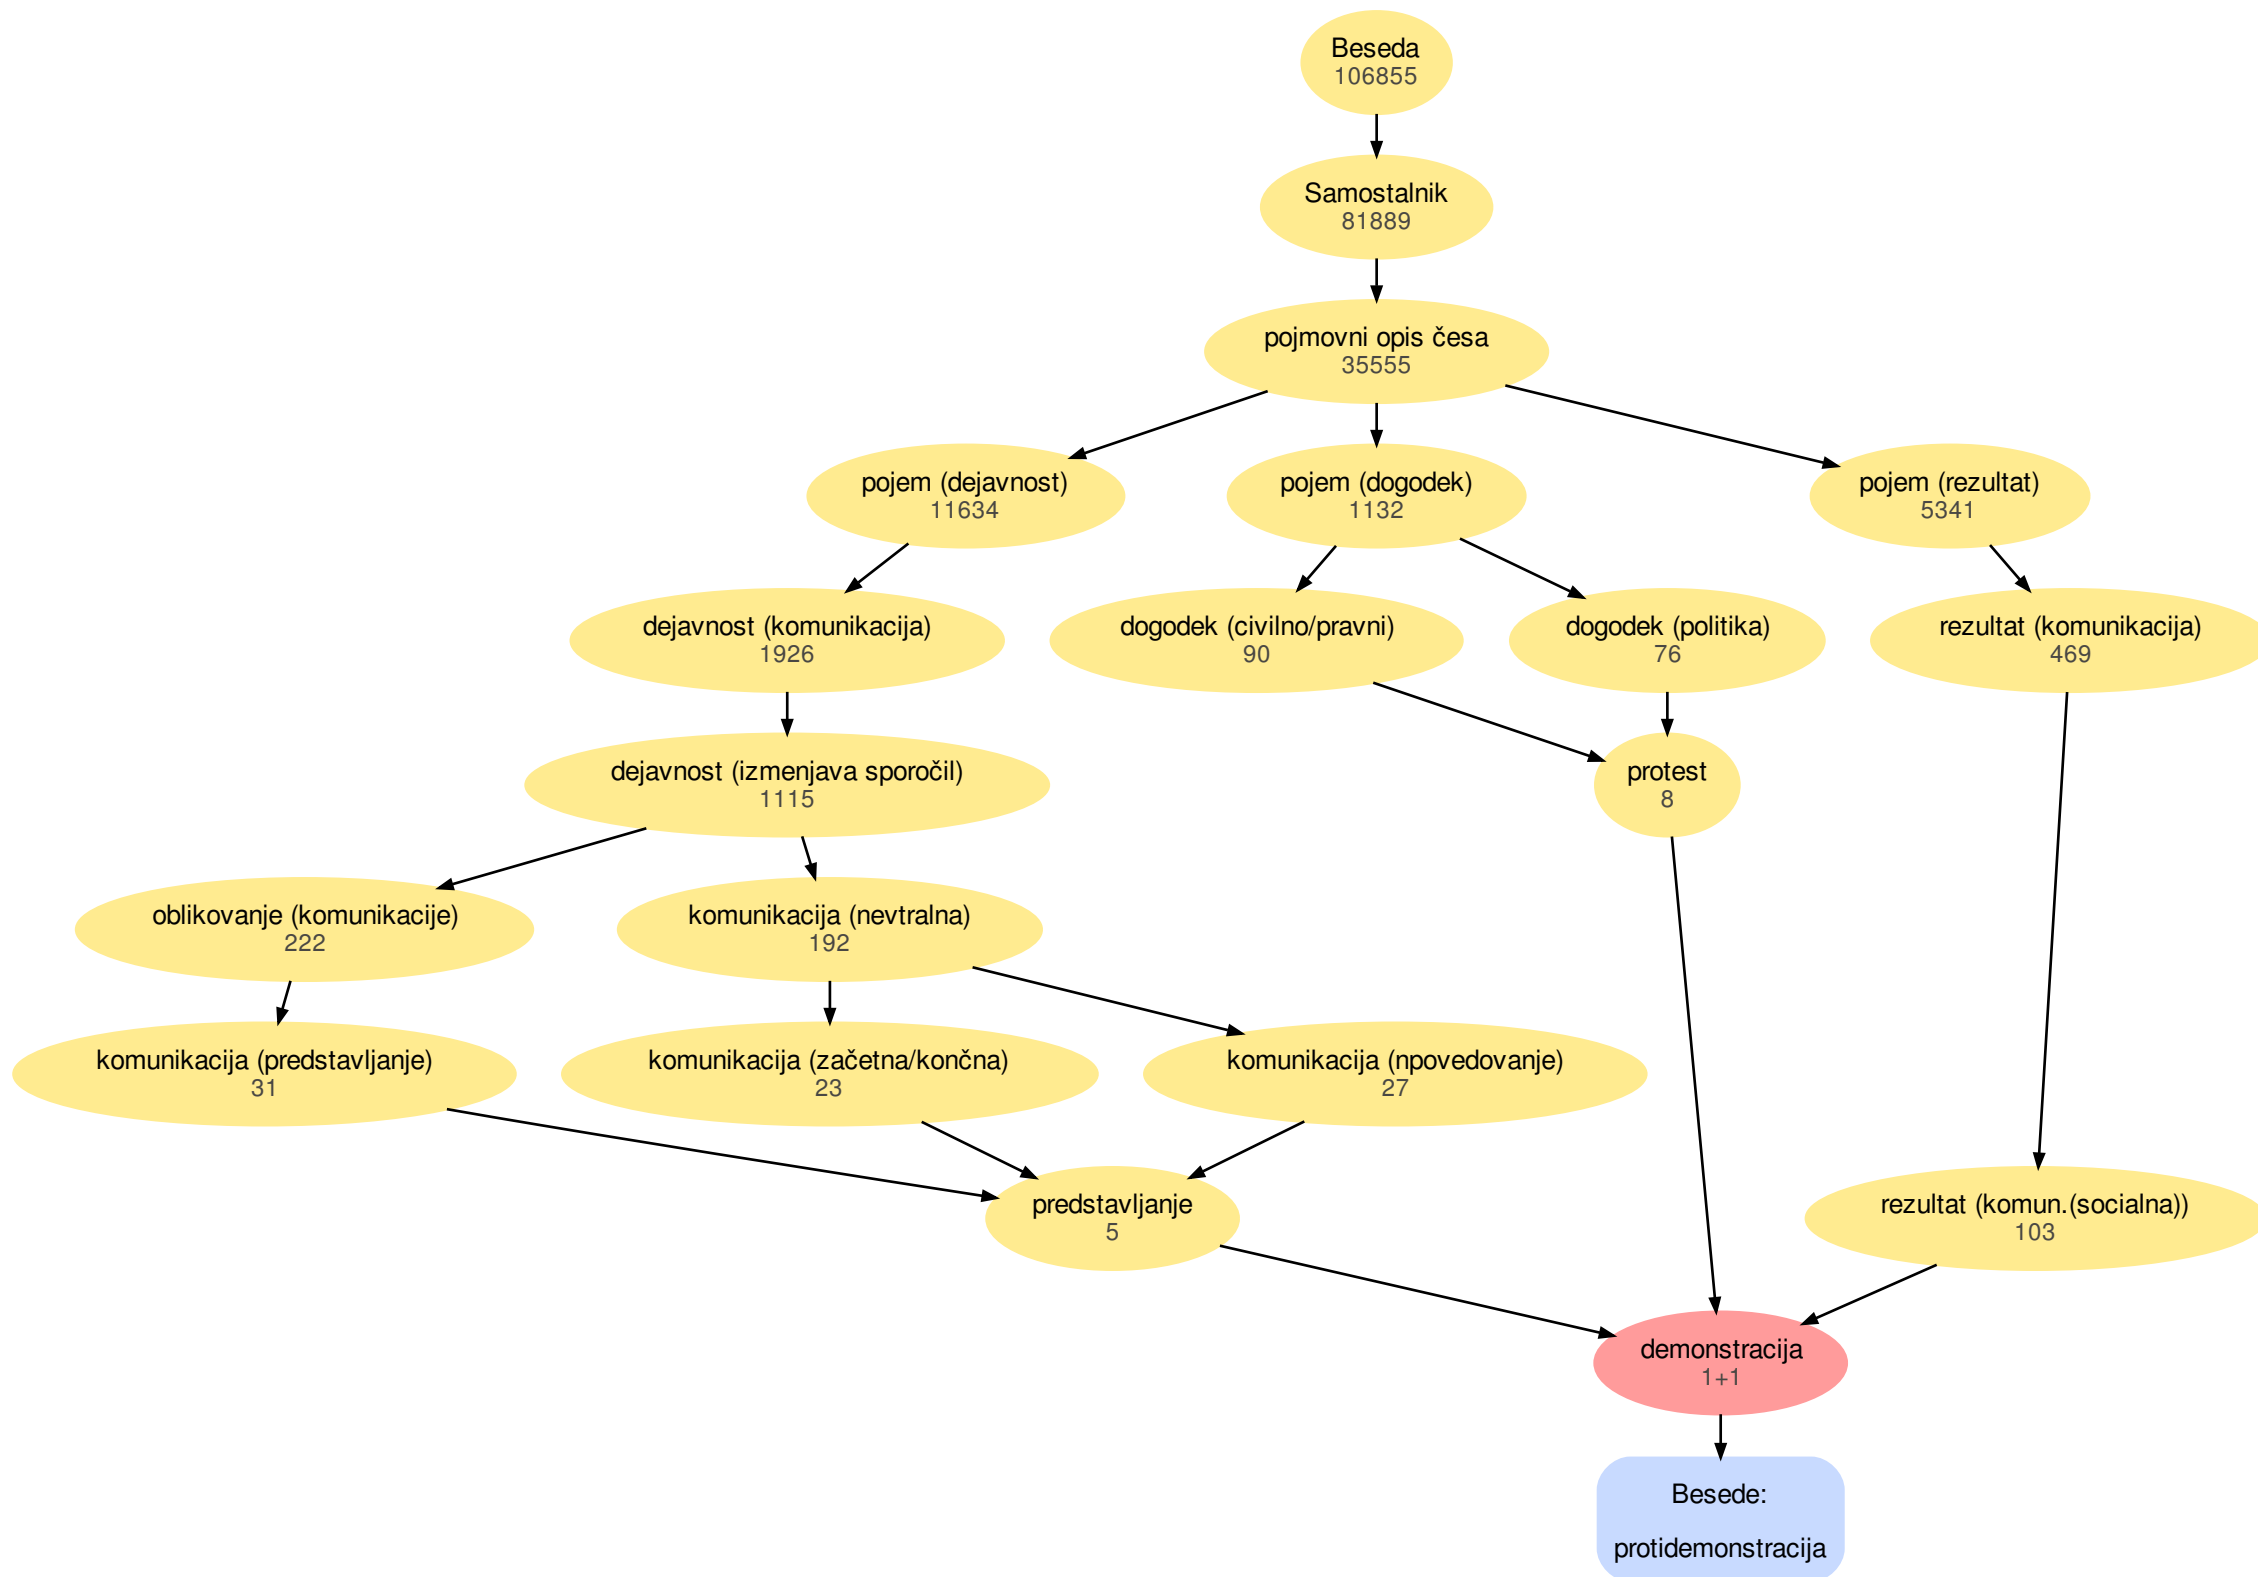 Beseda
106855
Samostalnik
81889
pojmovni opis česa
35555
pojem (dejavnost)
11634
pojem (dogodek)
1132
pojem (rezultat)
5341
dejavnost (komunikacija)
1926
dogodek (civilno/pravni)
90
dogodek (politika)
76
rezultat (komunikacija)
469
dejavnost (izmenjava sporočil)
1115
protest
8
oblikovanje (komunikacije)
222
komunikacija (nevtralna)
192
komunikacija (predstavljanje)
31
komunikacija (začetna/končna)
23
komunikacija (npovedovanje)
27
predstavljanje
5
rezultat (komun.(socialna))
103
demonstracija
1+1
Besede:
protidemonstracija